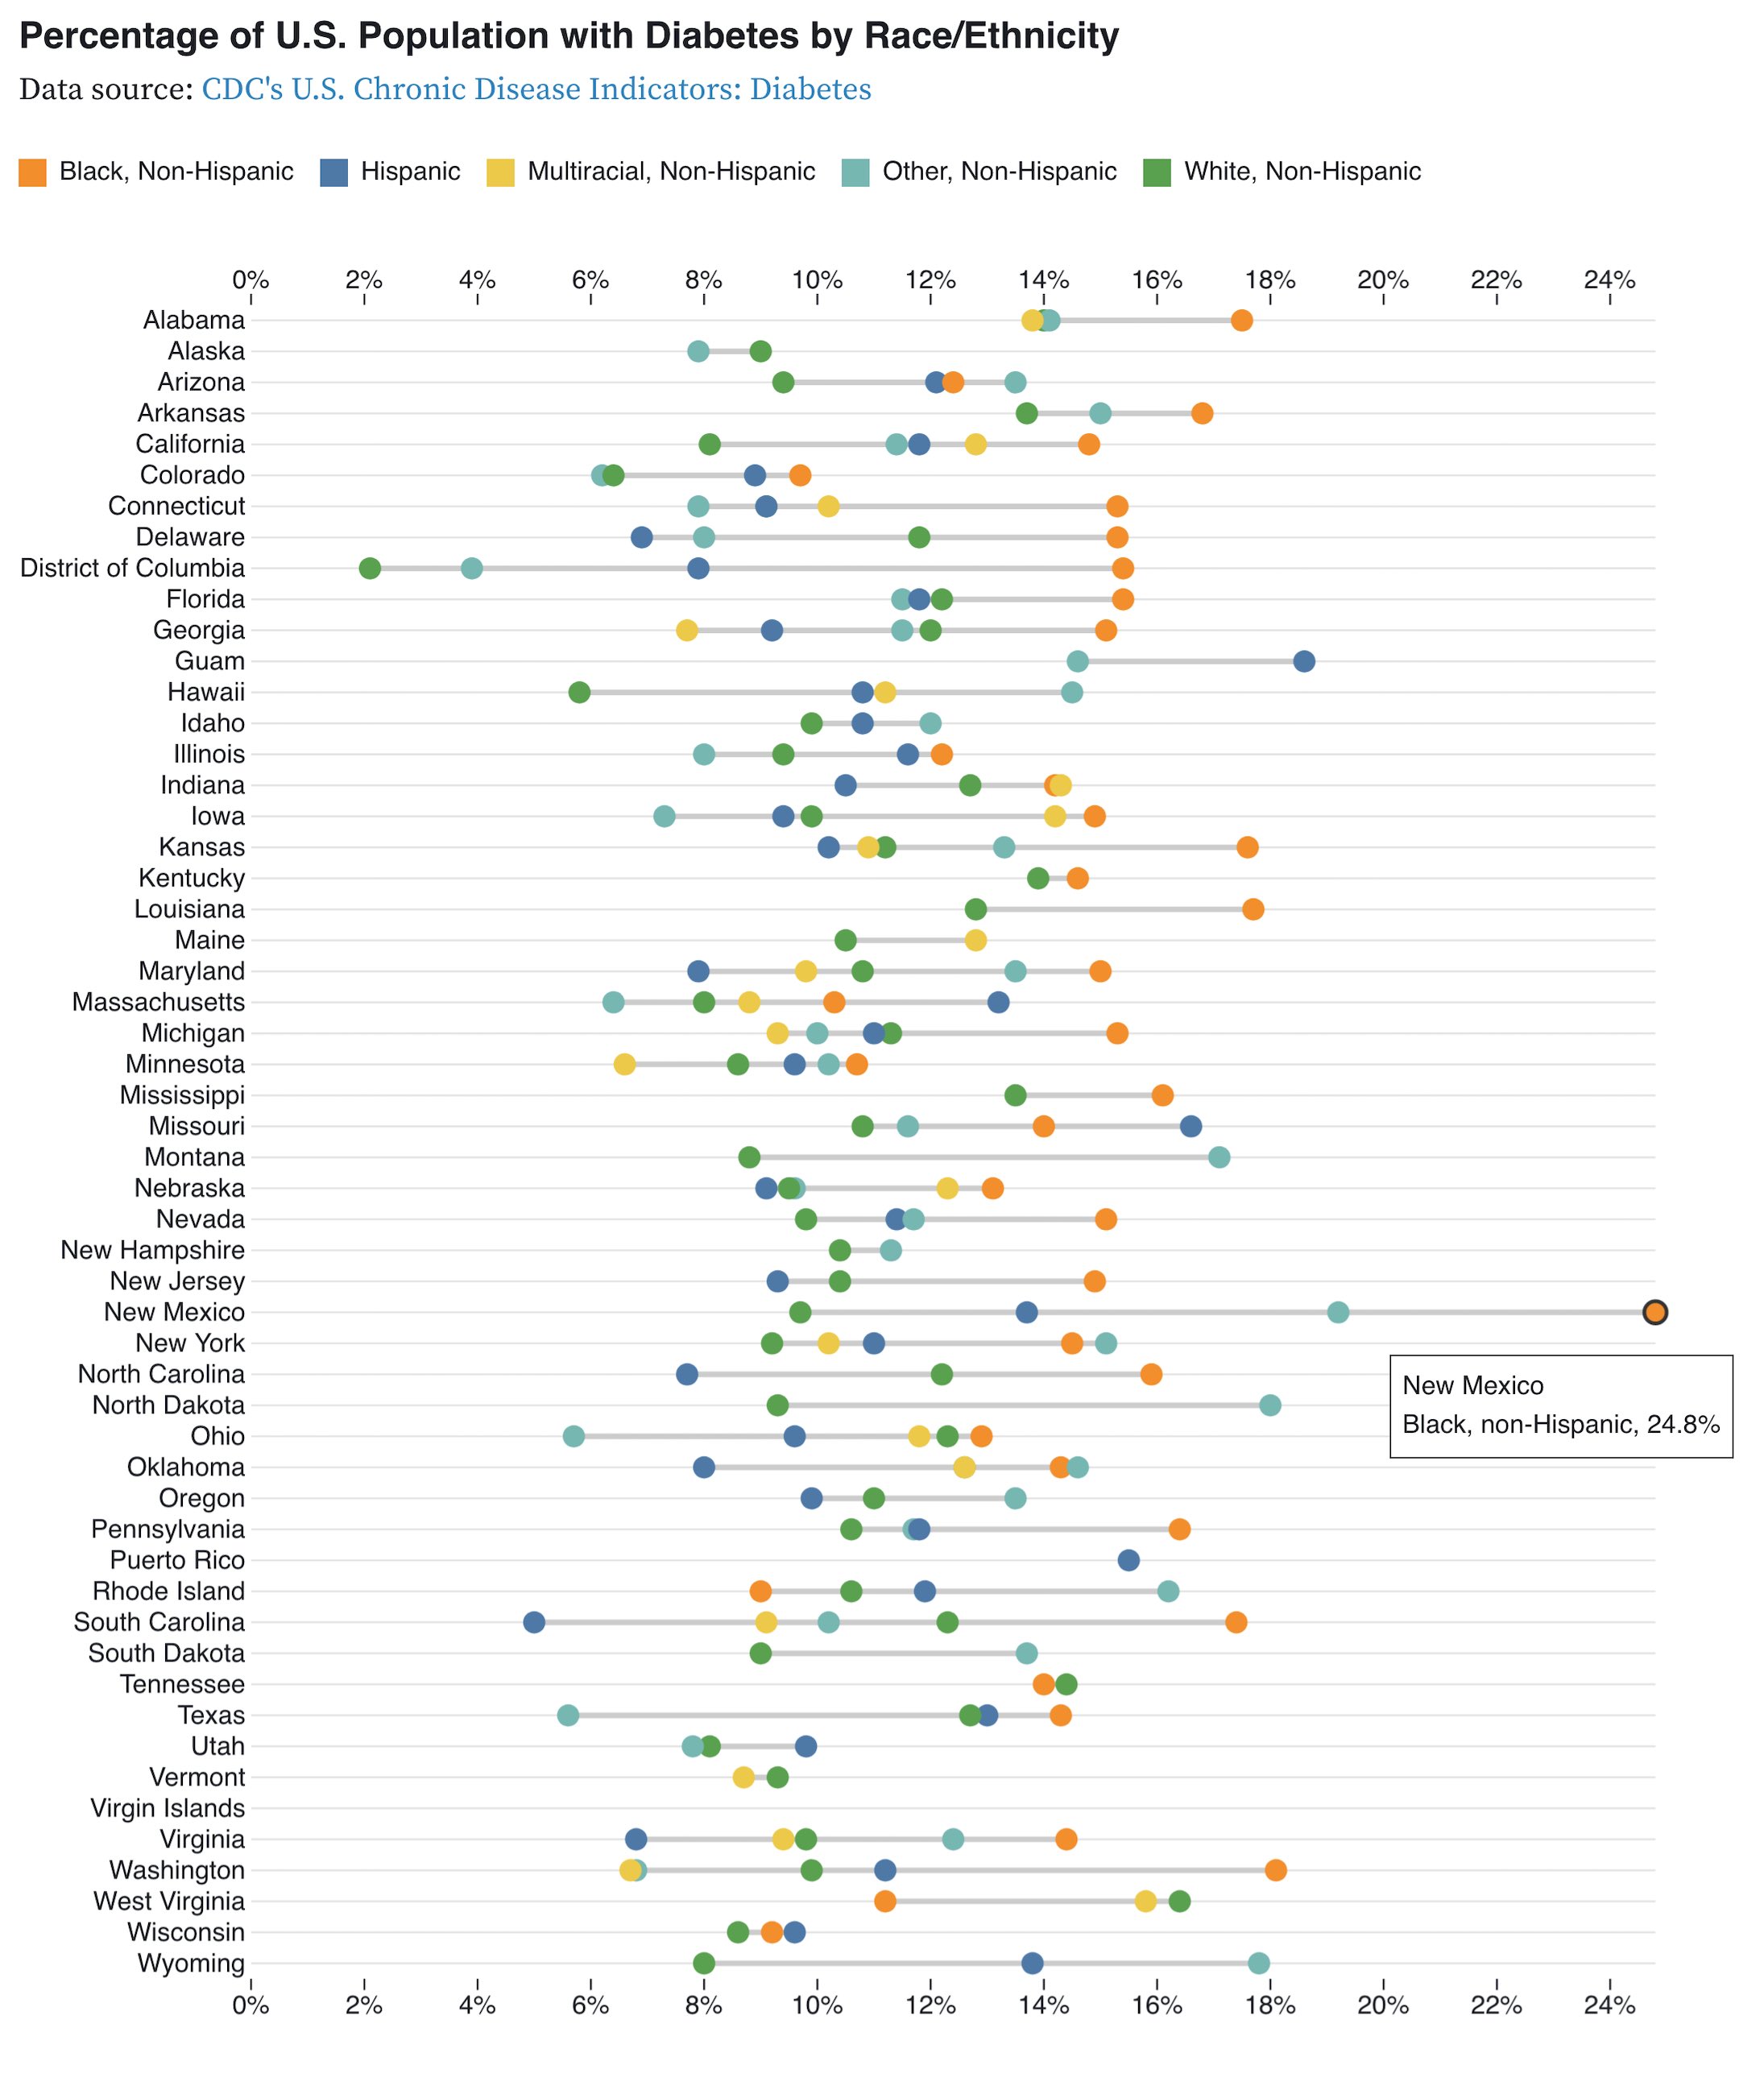 Percentage of U.S. Population with Diabetes by Race/Ethnicity
Data source: CDC's U.S. Chronic Disease Indicators: Diabetes
Black, Non-Hispanic Hispanic Multiracial, Non-Hispanic Other, Non-Hispanic White, Non-Hispanic
0% 2% 4% 6% 8% 10% 12% 14% 16% 18% 20% 22% 24%
Alabama
Alaska
Arizona
Arkansas
California
Colorado
Connecticut
Delaware
District of Columbia
Florida
Georgia
Guam
Hawaii
Idaho
Illinois
Indiana
Iowa
Kansas
Kentucky
Louisiana
Maine
Maryland
Massachusetts
Michigan
Minnesota
Mississippi
Missouri
Montana
Nebraska
Nevada
New Hampshire
New Jersey
New Mexico
New York
North Carolina
New Mexico
North Dakota
Black, non-Hispanic, 24.8%
Ohio
Oklahoma
Oregon
Pennsylvania
Puerto Rico
Rhode Island
South Carolina
South Dakota
Tennessee
Texas
Utah
Vermont
Virgin Islands
Virginia
Washington
West Virginia
Wisconsin
Wyoming
0% 2% 4% 6% 8% 10% 12% 14% 16% 18% 20% 22% 24%